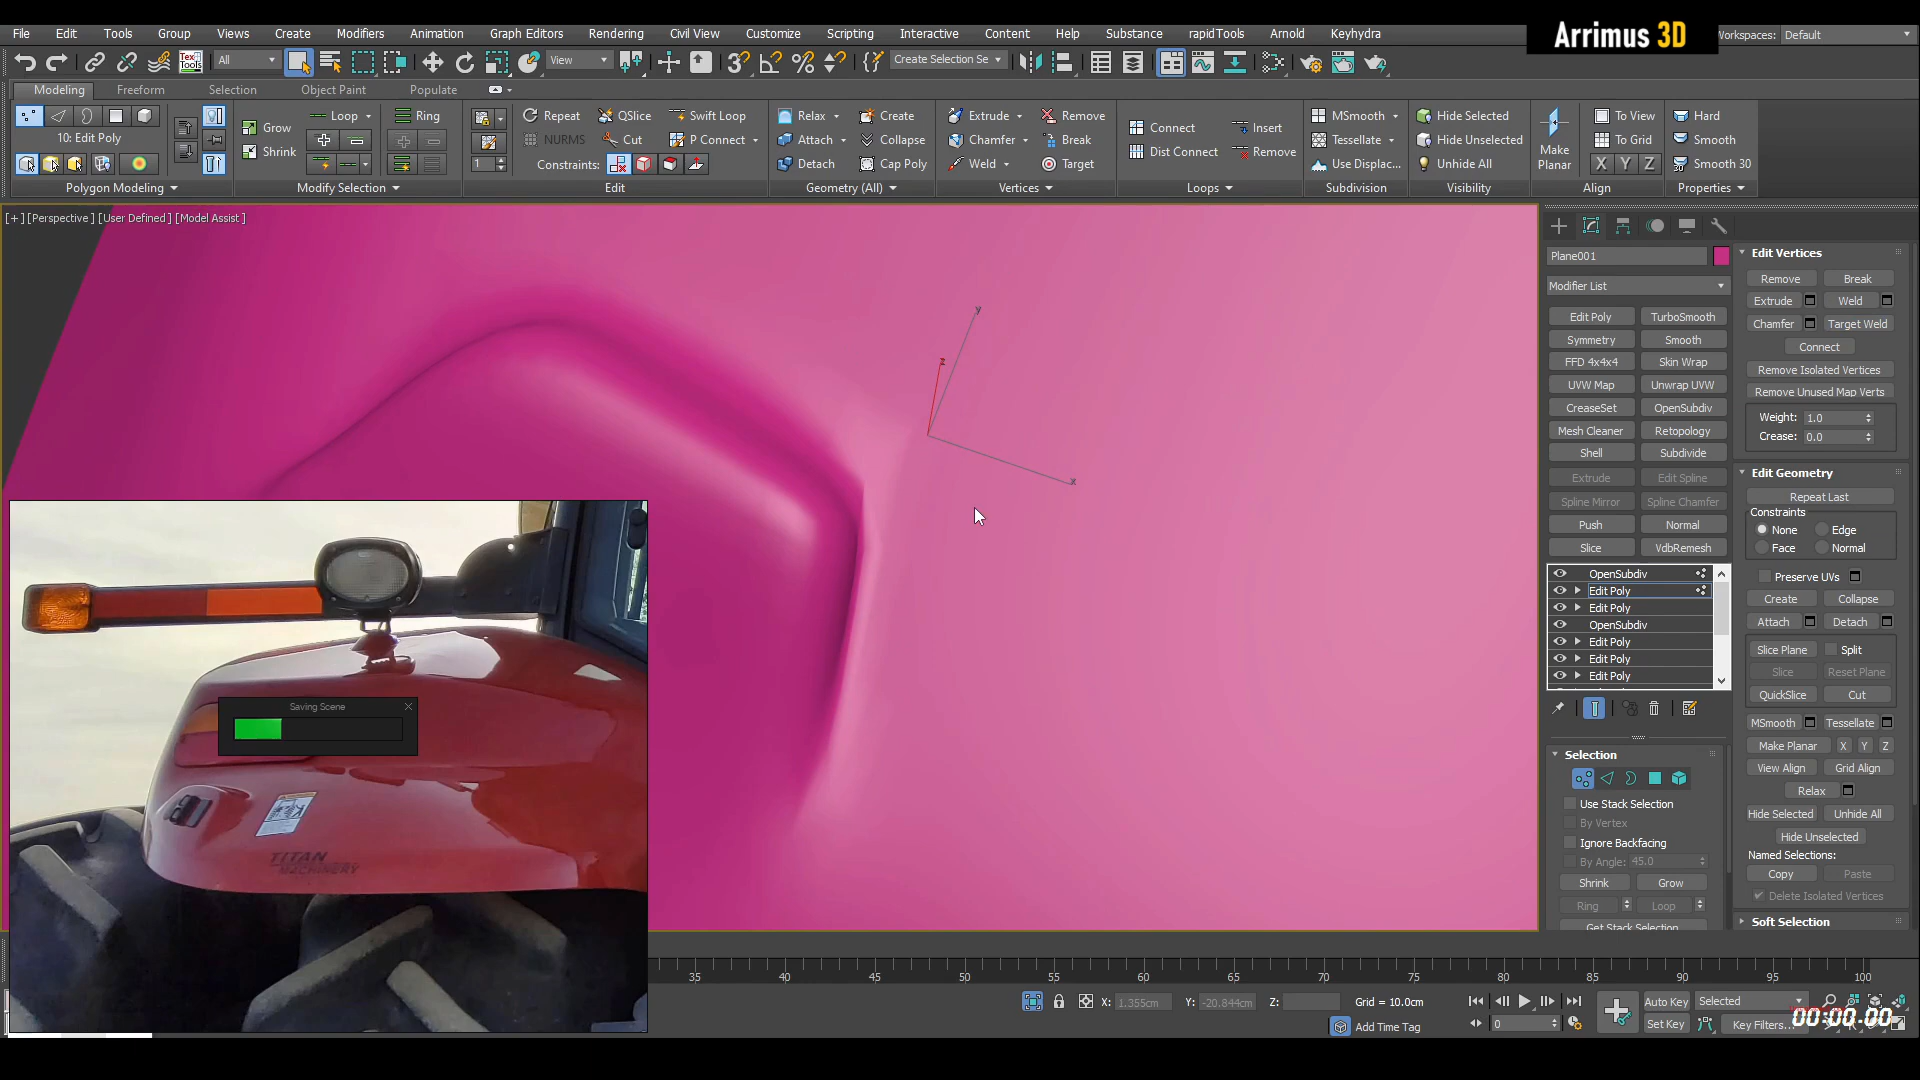 File Edit Tools Group Views Create Modifiers Animation Graph Editors Rendering Civil View Customize Scripting Interactive Content Help Substance rapidTools Arnold Keyhydra
Arrimus 3D
Workspaces: Default
All View Create Selection Se
Modeling Freeform Selection Object Paint Populate
Loop Ring Repeat QSlice Swift Loop Relax Create Extrude Remove Connect Insert MSmooth Hide Selected To View Hard
10: Edit Poly Grow NURMS Cut P Connect Attach Collapse Chamfer Break Dist Connect Remove Tessellate Hide Unselected Make Planar To Grid Smooth
Shrink 1 Constraints: Detach Cap Poly Weld Target Use Displac... Unhide All X Y Z Smooth 30
Polygon Modeling Modify Selection Edit Geometry (All) Vertices Loops Subdivision Visibility Align Properties
[+] [Perspective] [User Defined] [Model Assist]
y
z
x
Plane001
Modifier List
Edit Poly TurboSmooth
Symmetry Smooth
FFD 4x4x4 Skin Wrap
UVW Map Unwrap UVW
CreaseSet OpenSubdiv
Mesh Cleaner Retopology
Shell Subdivide
Extrude Edit Spline
Spline Mirror Spline Chamfer
Push Normal
Slice VdbRemesh
OpenSubdiv
Edit Poly
Edit Poly
OpenSubdiv
Edit Poly
Edit Poly
Edit Poly
Selection
Use Stack Selection
By Vertex
Ignore Backfacing
By Angle: 45.0
Shrink Grow
Ring Loop
Get Stack Selection
Edit Vertices
Remove Break
Extrude Weld
Chamfer Target Weld
Connect
Remove Isolated Vertices
Remove Unused Map Verts
Weight: 1.0
Crease: 0.0
Edit Geometry
Repeat Last
Constraints
None Edge
Face Normal
Preserve UVs
Create Collapse
Attach Detach
Slice Plane Split
Slice Reset Plane
QuickSlice Cut
MSmooth Tessellate
Make Planar X Y Z
View Align Grid Align
Relax
Hide Selected Unhide All
Hide Unselected
Named Selections:
Copy Paste
Delete Isolated Vertices
Soft Selection
Saving Scene
TITAN
MACHINERY
35 40 45 50 55 60 65 70 75 80 85 90 95 100
X: 1.355cm Y: -20.844cm Z: Grid = 10.0cm
Auto Key Selected
Add Time Tag
0
Set Key Key Filters...
00:00.00